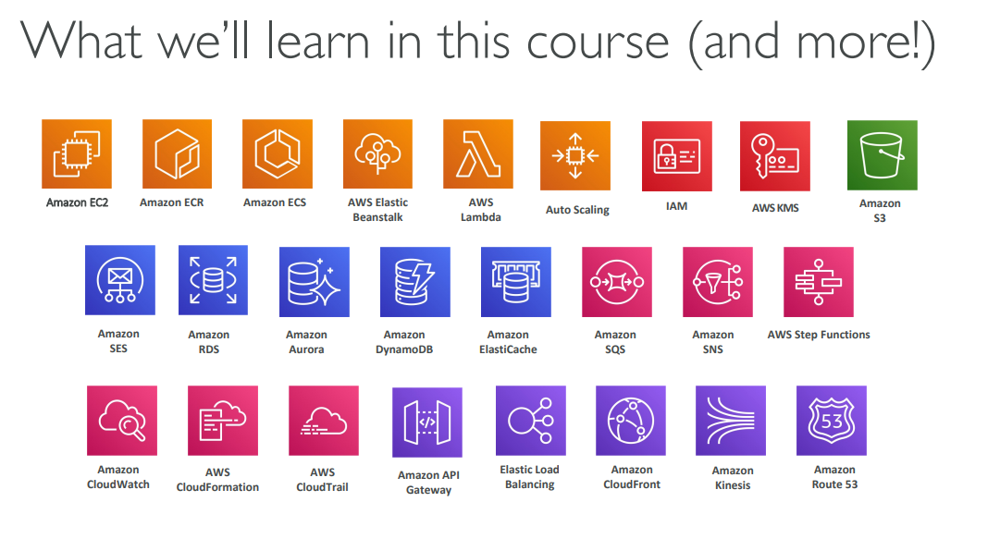 What we'll learn in this course (and more!)
Amazon EC2
Amazon ECR
Amazon ECS
AWS Elastic
Beanstalk
AWS
Lambda
Auto Scaling
IAM
AWS KMS
Amazon
S3
Amazon
SES
Amazon
RDS
Amazon
Aurora
Amazon
DynamoDB
Amazon
ElastiCache
Amazon
SQS
Amazon
SNS
AWS Step Functions
Amazon
CloudWatch
AWS
CloudFormation
AWS
CloudTrail
Amazon API
Gateway
Elastic Load
Balancing
Amazon
CloudFront
Amazon
Kinesis
53
Amazon
Route 53